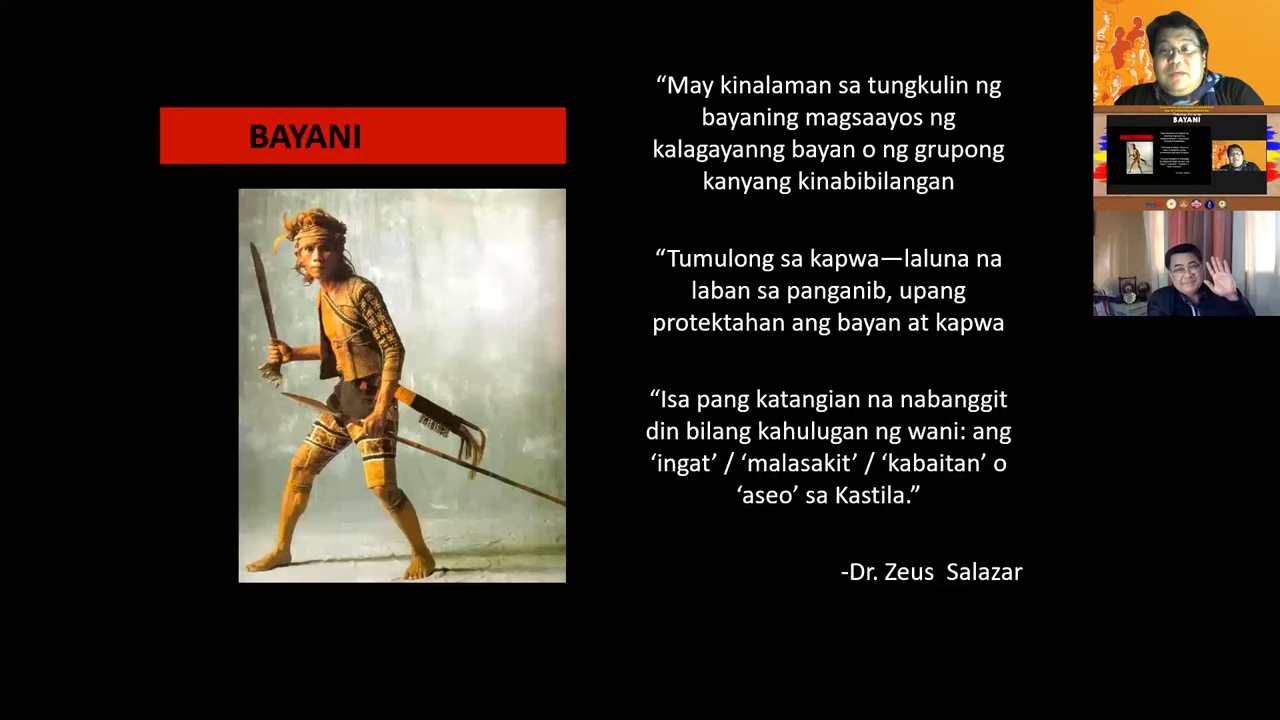 BAYANI
“May kinalaman sa tungkulin ng
bayaning magsaayos ng
kalagayanng bayan o ng grupong
kanyang kinabibilangan
“Tumulong sa kapwa—laluna na
laban sa panganib, upang
protektahan ang bayan at kapwa
“Isa pang katangian na nabanggit
din bilang kahulugan ng wani: ang
‘ingat’ / ‘malasakit’ / ‘kabaitan’ o
‘aseo’ sa Kastila.”
-Dr. Zeus Salazar
BAYANI